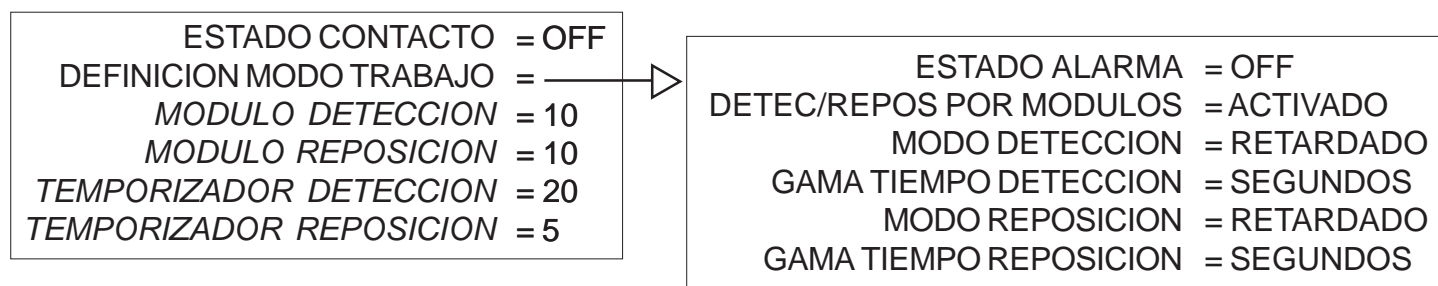 ESTADO CONTACTO = OFF
DEFINICION MODO TRABAJO =
MODULO DETECCION = 10
MODULO REPOSICION = 10
TEMPORIZADOR DETECCION = 20
TEMPORIZADOR REPOSICION = 5
ESTADO ALARMA = OFF
DETEC/REPOS POR MODULOS = ACTIVADO
MODO DETECCION = RETARDADO
GAMA TIEMPO DETECCION = SEGUNDOS
MODO REPOSICION = RETARDADO
GAMA TIEMPO REPOSICION = SEGUNDOS